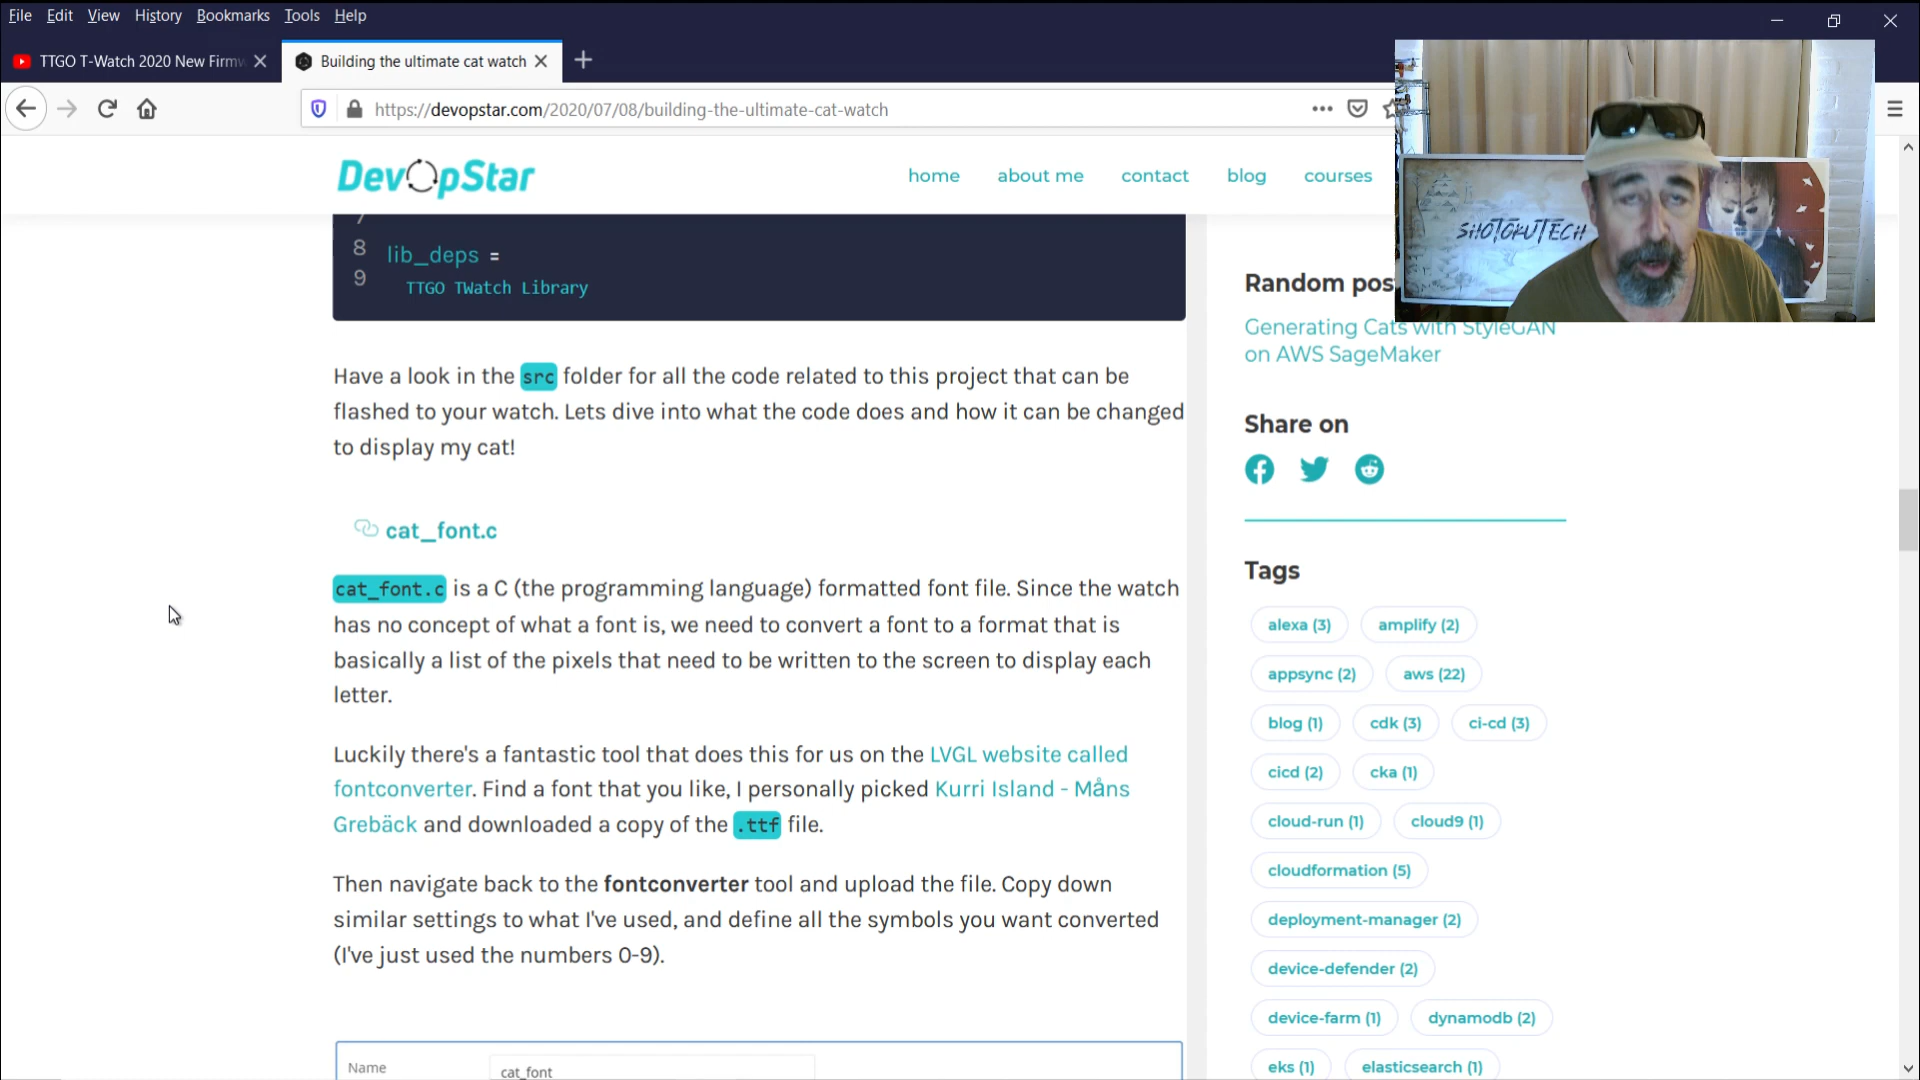 File Edit View History Bookmarks Tools Help
TTGO T-Watch 2020 New Firmw
Building the ultimate cat watch
https://devopstar.com/2020/07/08/building-the-ultimate-cat-watch
DevOpStar
home about me contact blog courses
SHOTOKUTECH
7
8 lib_deps =
9 TTGO TWatch Library
Have a look in the src folder for all the code related to this project that can be
flashed to your watch. Lets dive into what the code does and how it can be changed
to display my cat!
cat_font.c
cat_font.c is a C (the programming language) formatted font file. Since the watch
has no concept of what a font is, we need to convert a font to a format that is
basically a list of the pixels that need to be written to the screen to display each
letter.
Luckily there's a fantastic tool that does this for us on the LVGL website called
fontconverter. Find a font that you like, I personally picked Kurri Island - Måns
Grebäck and downloaded a copy of the .ttf file.
Then navigate back to the fontconverter tool and upload the file. Copy down
similar settings to what I've used, and define all the symbols you want converted
(I've just used the numbers 0-9).
Name cat_font
Random pos
Generating Cats with StyleGAN
on AWS SageMaker
Share on
Tags
alexa (3) amplify (2)
appsync (2) aws (22)
blog (1) cdk (3) ci-cd (3)
cicd (2) cka (1)
cloud-run (1) cloud9 (1)
cloudformation (5)
deployment-manager (2)
device-defender (2)
device-farm (1) dynamodb (2)
eks (1) elasticsearch (1)